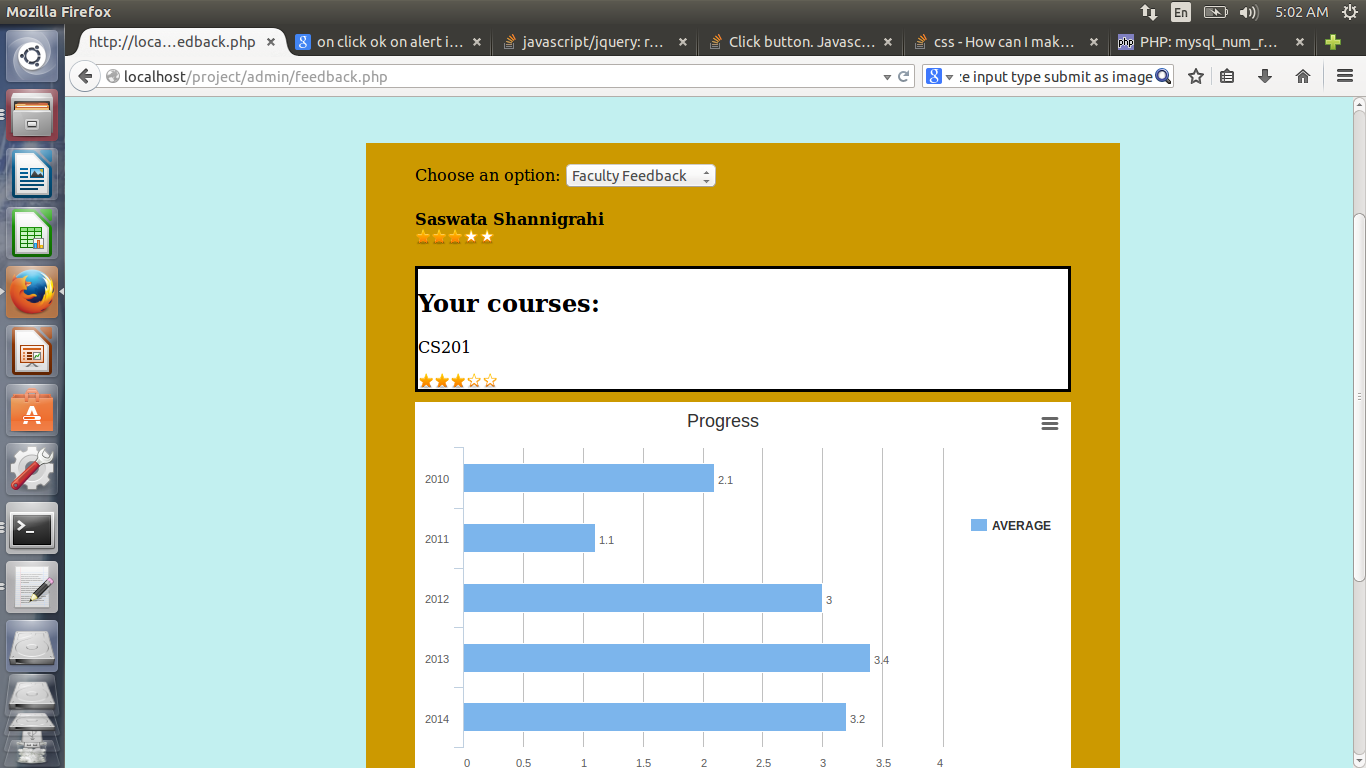 Mozilla Firefox
En
5:02 AM
http://loca...edback.php
on click ok on alert i...
javascript/jquery: r...
Click button. Javasc...
css - How can I mak...
php
PHP: mysql_num_r...
localhost/project/admin/feedback.php
ze input type submit as image
Choose an option: Faculty Feedback
Saswata Shannigrahi
Your courses:
CS201
Progress
2010 2.1
AVERAGE
2011 1.1
2012 3
2013 3.4
2014 3.2
0 0.5 1 1.5 2 2.5 3 3.5 4